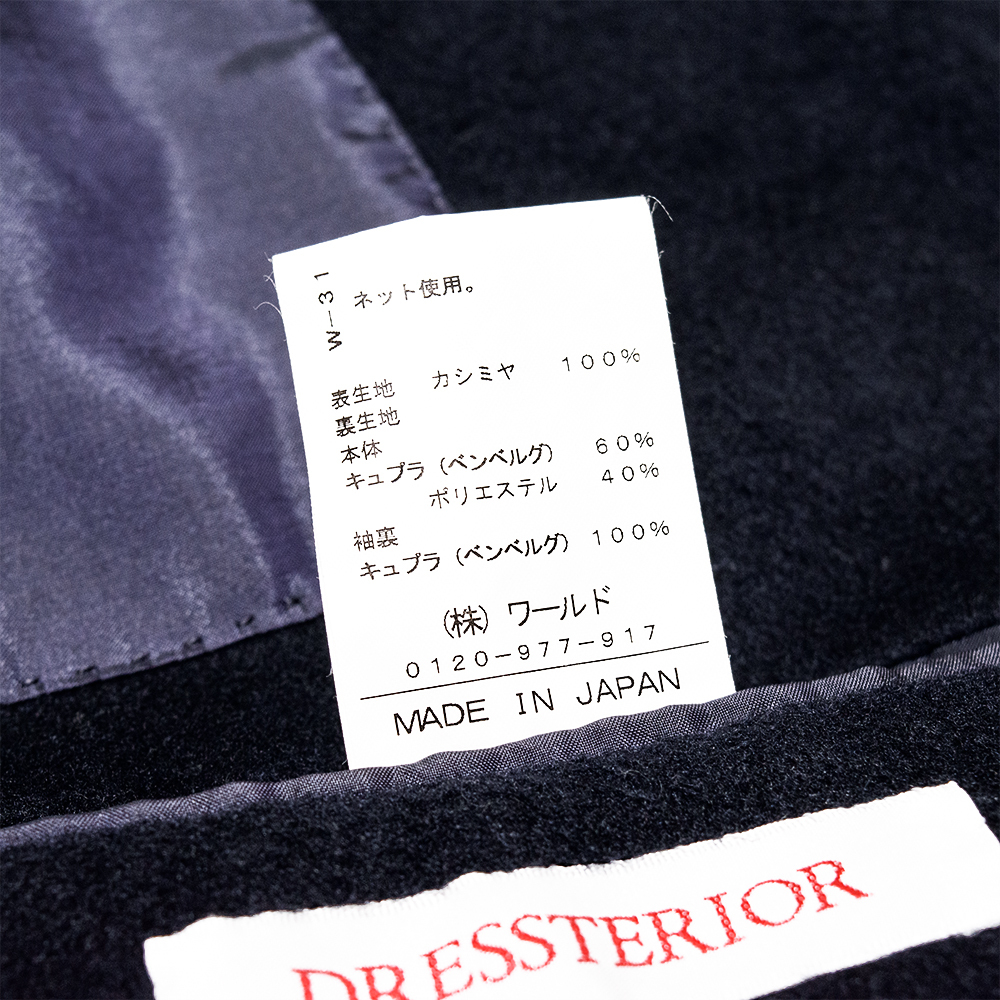 W-31
ネット使用。
表生地 カシミヤ 100%
裏生地
本体
キュプラ(ベンベルグ) 60%
ポリエステル 40%
袖裏
キュプラ(ベンベルグ) 100%
(株)ワールド
0120-977-917
MADE IN JAPAN
DRESSTERIOR